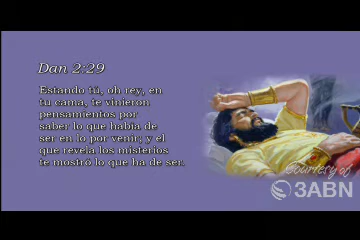 Dan 2:29
Estando tú, oh rey, en
tu cama, te vinieron
pensamientos por
saber lo que había de
ser en lo por venir; y el
que revela los misterios
te mostró lo que ha de ser.
Courtesy of
3ABN